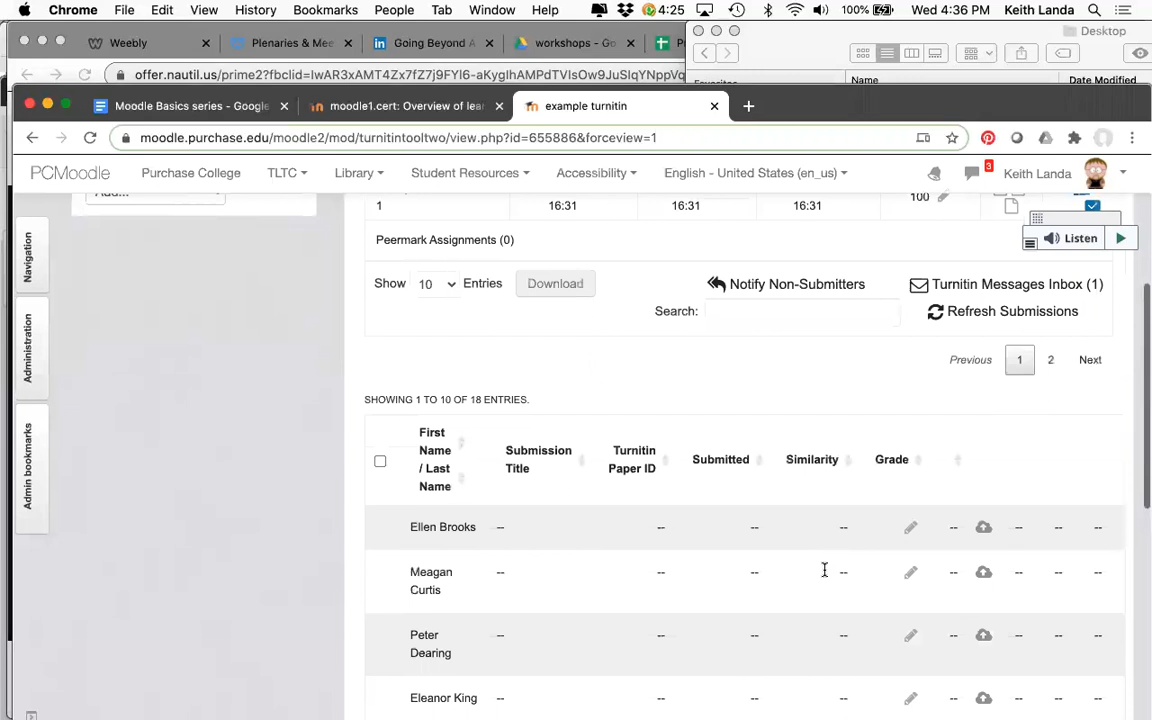 Chrome File Edit View History Bookmarks People Tab Window Help 4:25 100% Wed 4:36 PM Keith Landa
Weebly Plenaries & Mee LinkedIn Going Beyond A workshops - Go Desktop
offer.nautil.us/prime2?fbclid=IwAR3xAMT4Zx7fZ7j9FYl6-aKyglhAMPdTVIsOw9JuSIqYNppVq
Name Date Modified
Moodle Basics series - Google moodle1.cert: Overview of lea example turnitin
moodle.purchase.edu/moodle2/mod/turnitintooltwo/view.php?id=655886&forceview=1
PCMoodle Purchase College TLTC Library Student Resources Accessibility English - United States (en_us) 3 Keith Landa
1 16:31 16:31 16:31 100
Peermark Assignments (0)
Listen
Show 10 Entries Download Notify Non-Submitters Turnitin Messages Inbox (1)
Search: Refresh Submissions
Navigation
Administration
Admin bookmarks
Previous 1 2 Next
SHOWING 1 TO 10 OF 18 ENTRIES.
First Name / Last Name Submission Title Turnitin Paper ID Submitted Similarity Grade
Ellen Brooks -- -- -- -- -- -- -- --
Meagan Curtis -- -- -- -- -- -- -- --
Peter Dearing -- -- -- -- -- -- -- --
Eleanor King -- -- -- -- -- -- -- --